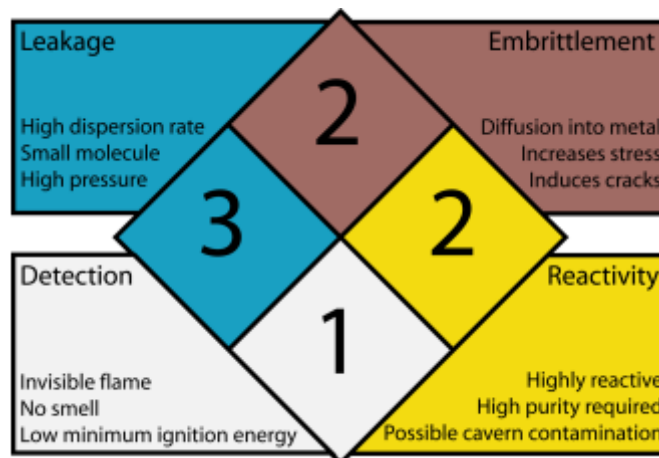 Leakage
High dispersion rate
Small molecule
High pressure
2
Embrittlement
Diffusion into metal
Increases stress
Induces cracks
3
2
Detection
Invisible flame
No smell
Low minimum ignition energy
1
Reactivity
Highly reactive
High purity required
Possible cavern contamination